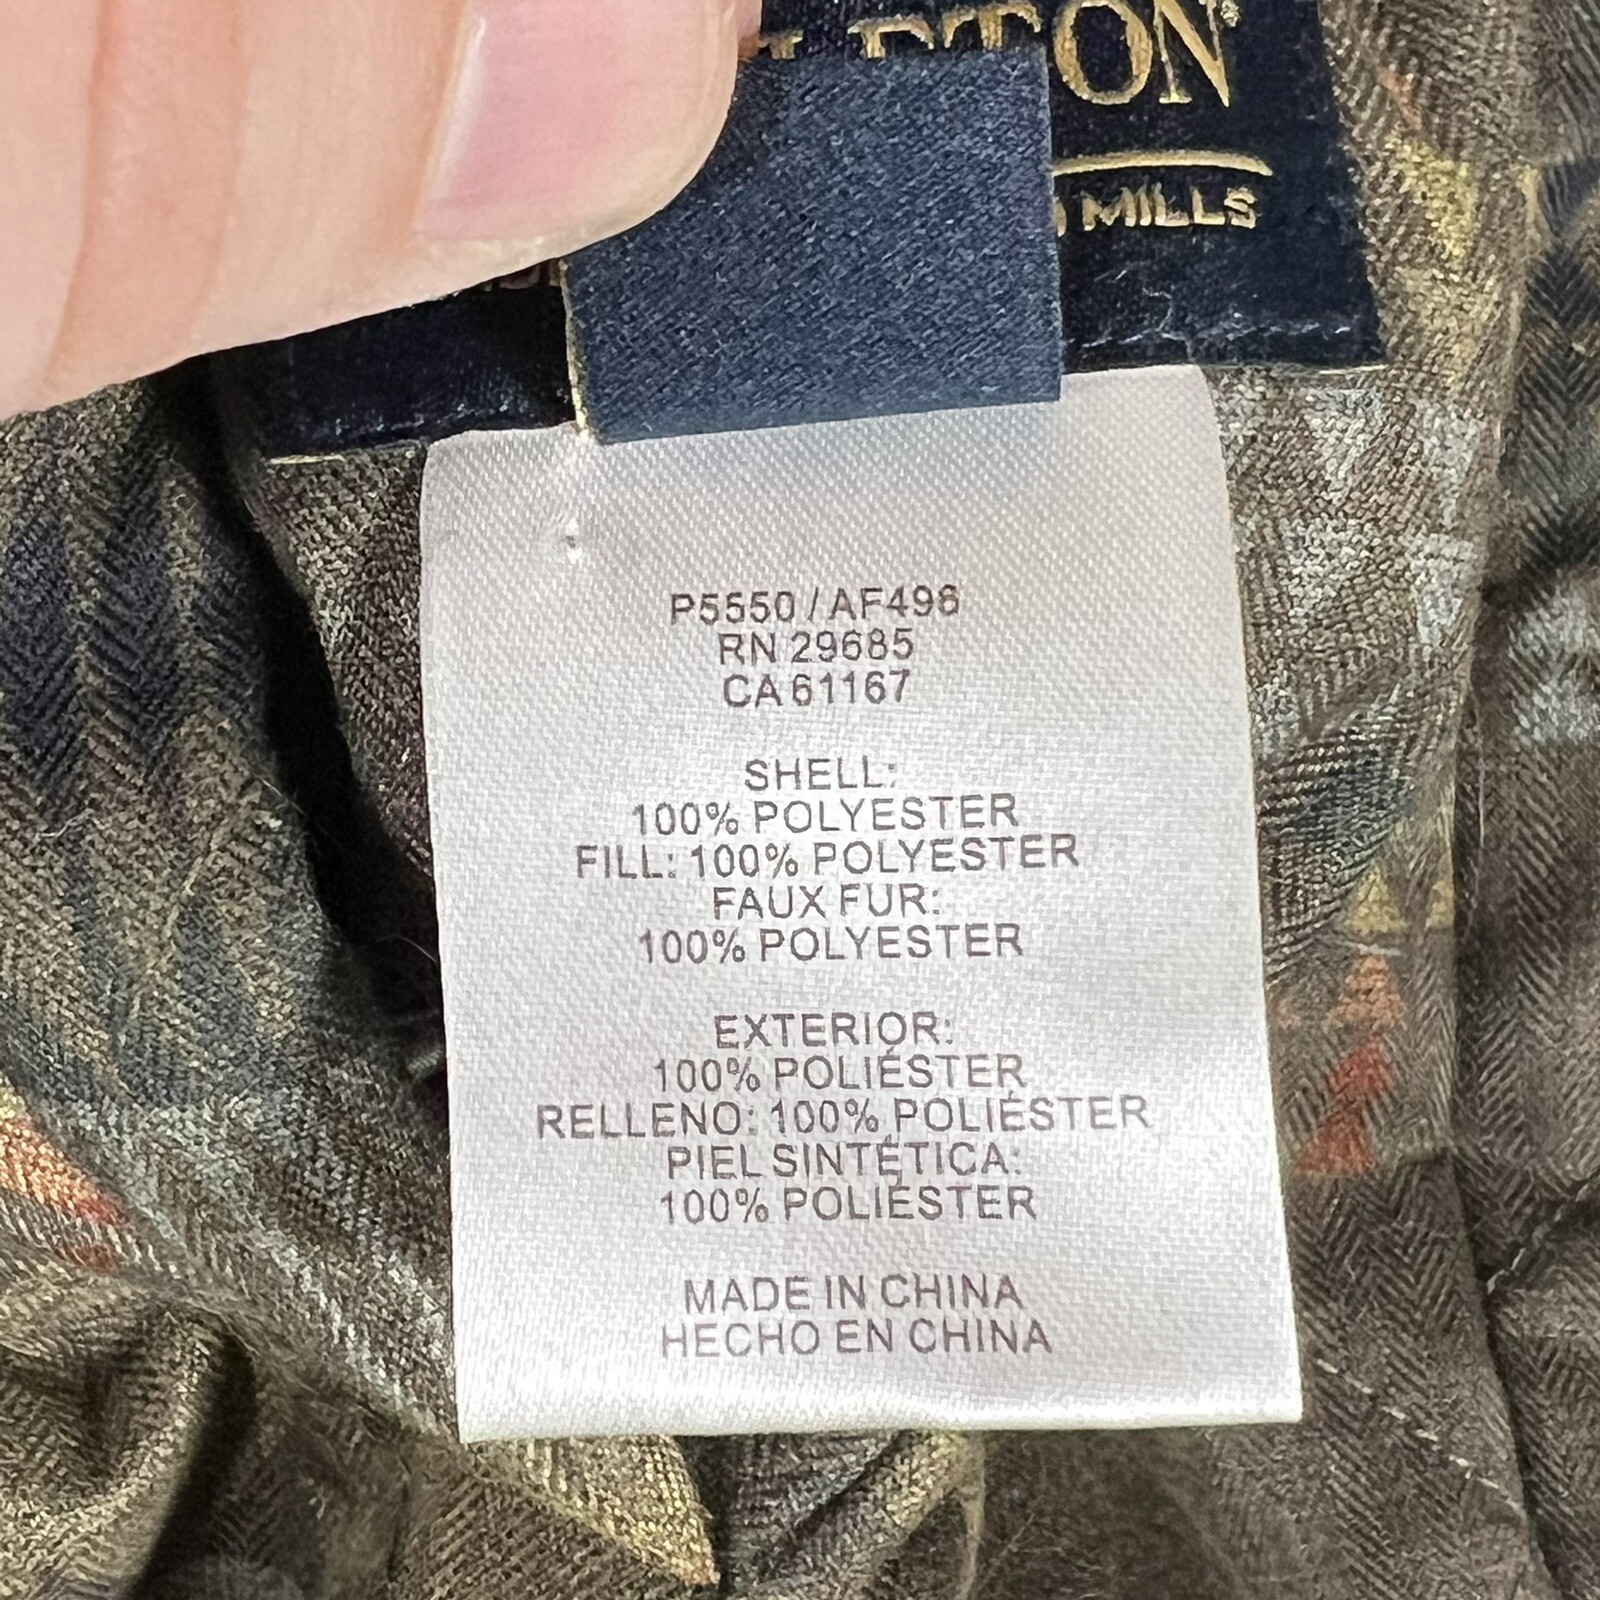 MILLS
P5550 / AF496
RN 29685
CA 61167
SHELL:
100% POLYESTER
FILL: 100% POLYESTER
FAUX FUR:
100% POLYESTER
EXTERIOR:
100% POLIÉSTER
RELLENO: 100% POLIÉSTER
PIEL SINTÉTICA:
100% POLIÉSTER
MADE IN CHINA
HECHO EN CHINA